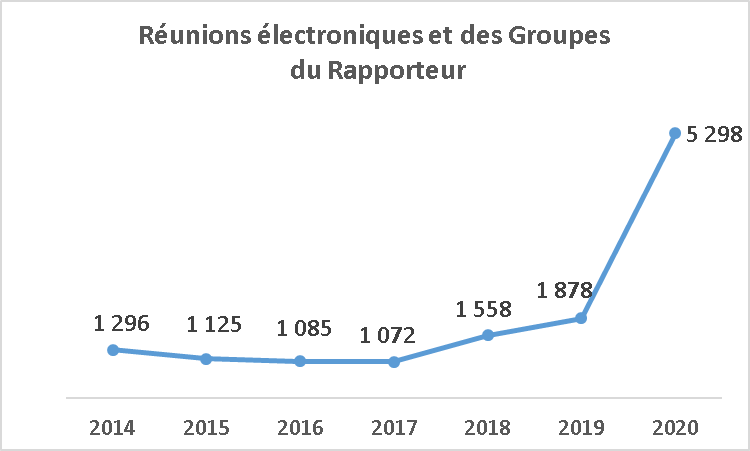 Réunions électroniques et des Groupes
du Rapporteur
5 298
1 878
1 558
1 296
1 125
1 085
1 072
2014 2015 2016 2017 2018 2019 2020